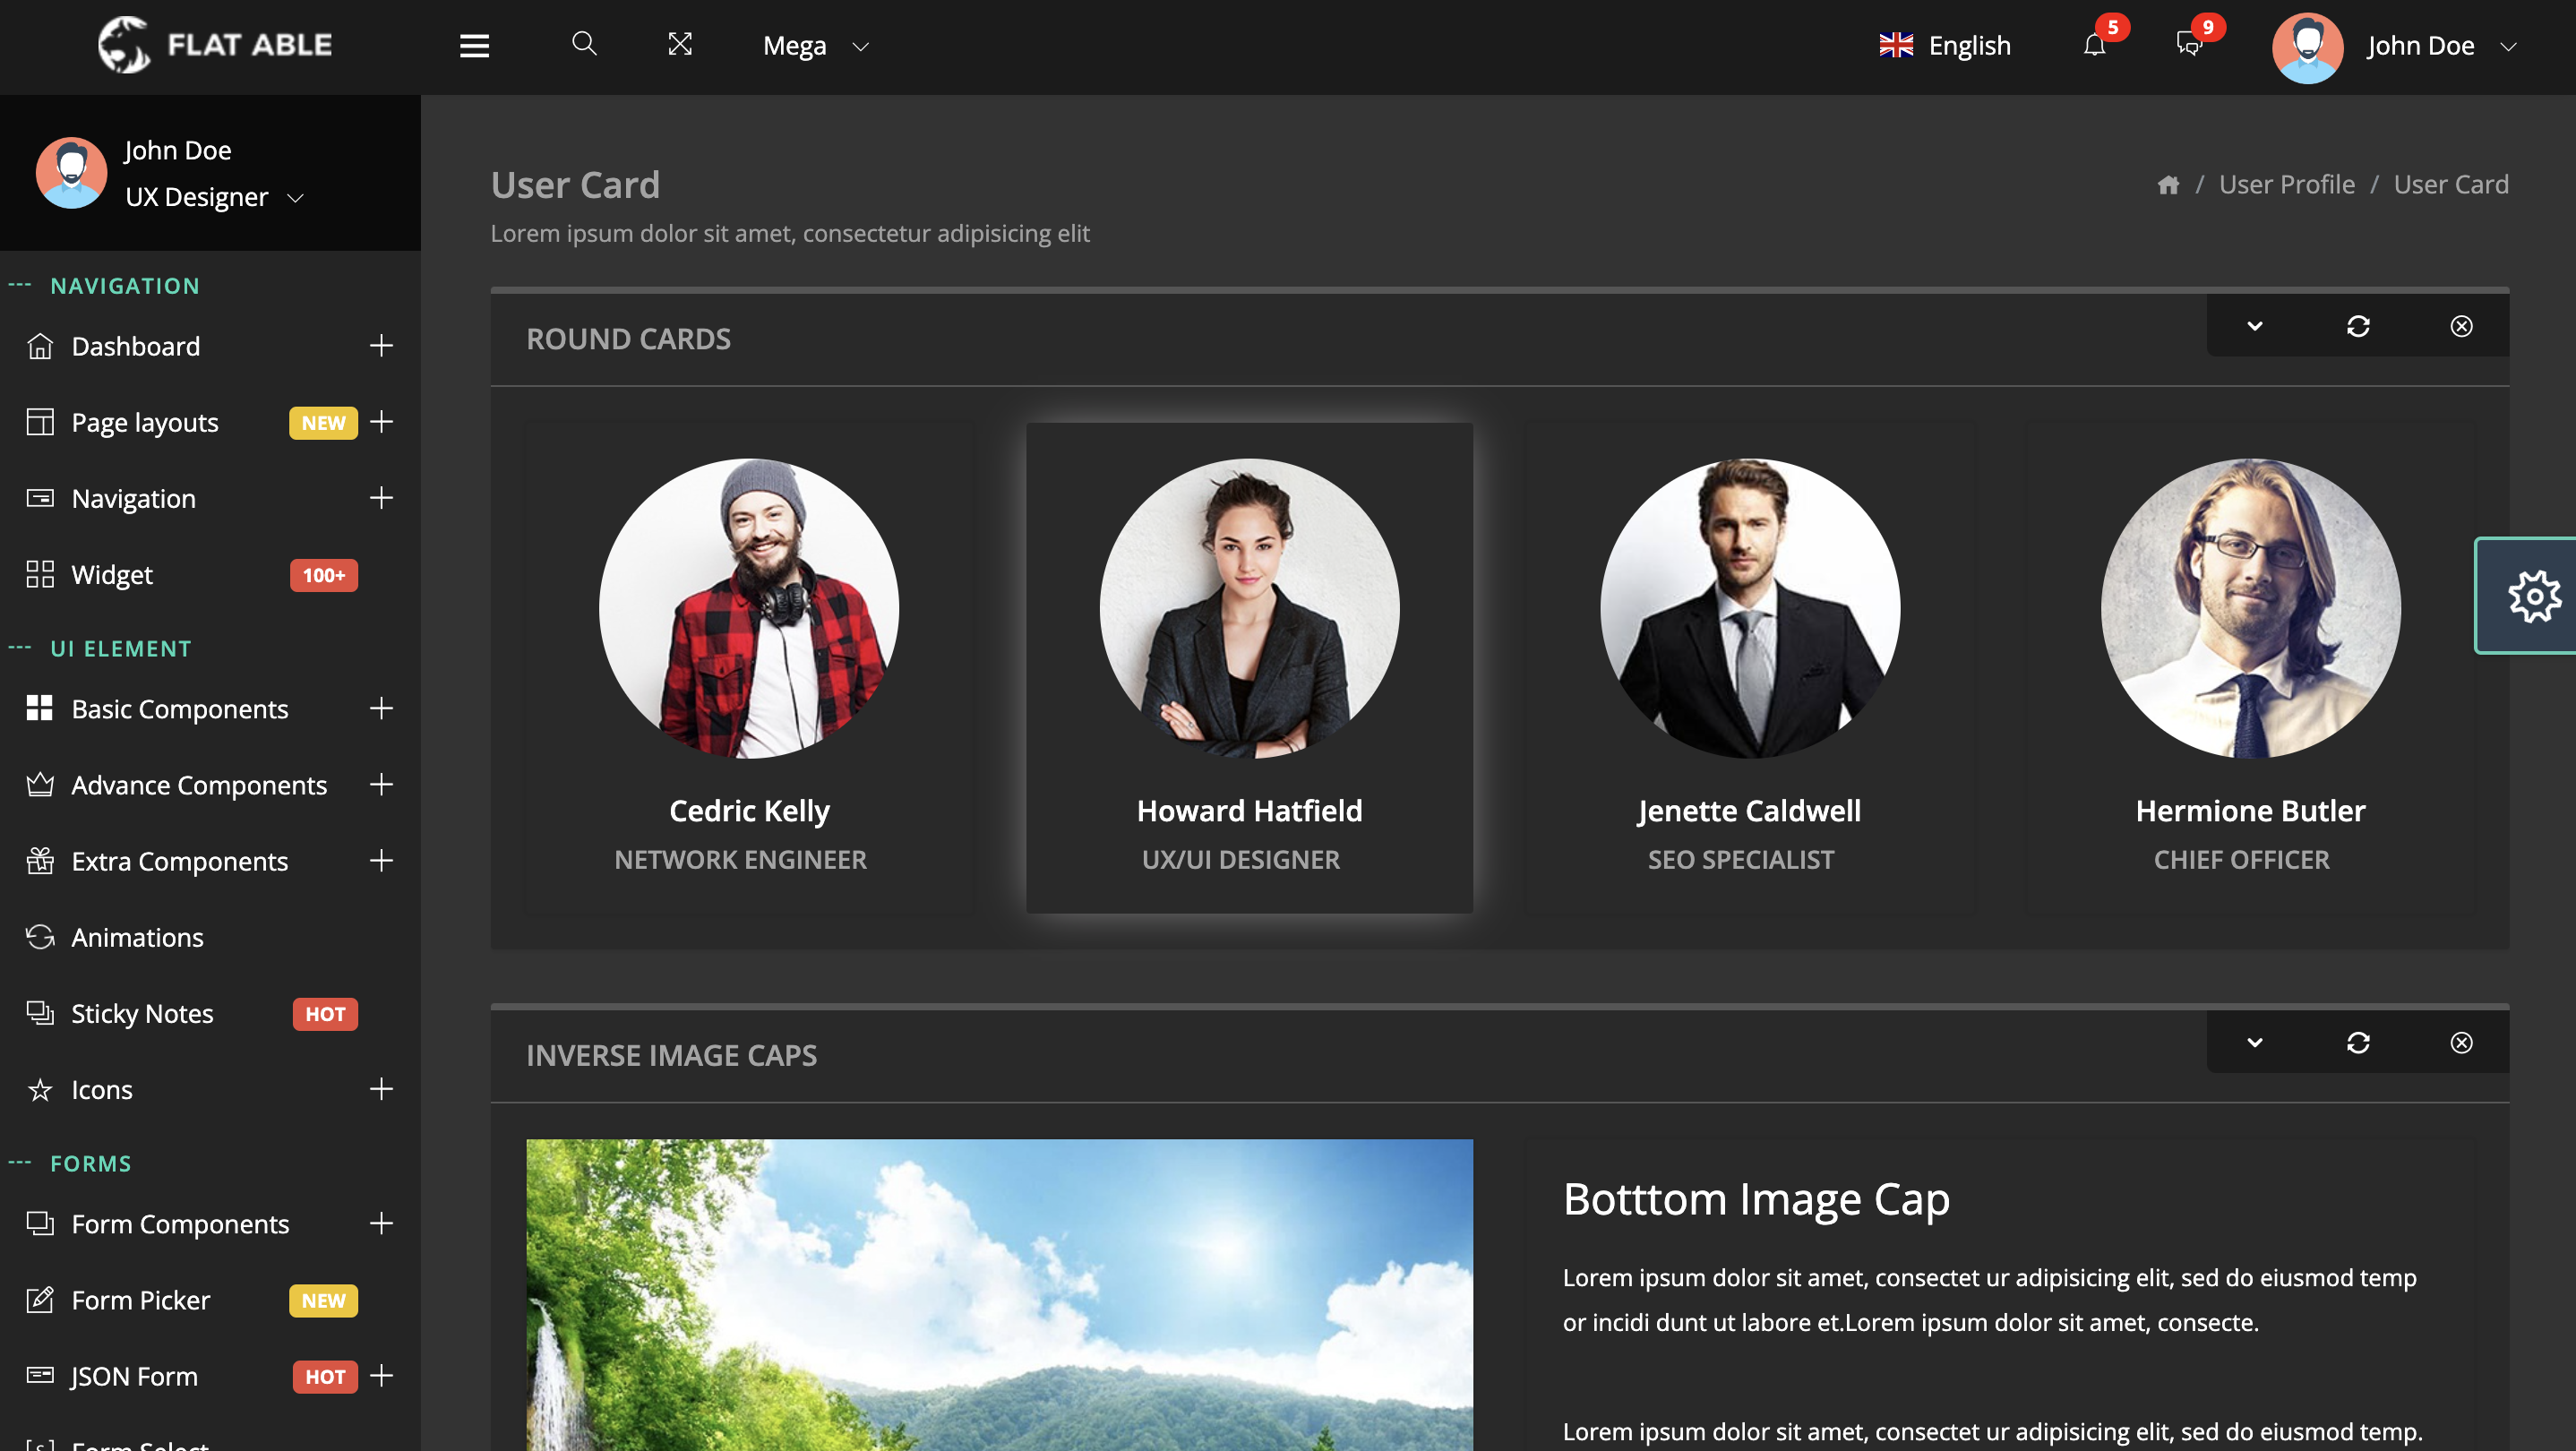 FLAT ABLE
Mega
English
5
9
John Doe
John Doe
UX Designer
--- NAVIGATION
Dashboard
Page layouts NEW
Navigation
Widget 100+
--- UI ELEMENT
Basic Components
Advance Components
Extra Components
Animations
Sticky Notes HOT
Icons
--- FORMS
Form Components
Form Picker NEW
JSON Form HOT
Form Select
User Card
Lorem ipsum dolor sit amet, consectetur adipisicing elit
/ User Profile / User Card
ROUND CARDS
Cedric Kelly
NETWORK ENGINEER
Howard Hatfield
UX/UI DESIGNER
Jenette Caldwell
SEO SPECIALIST
Hermione Butler
CHIEF OFFICER
INVERSE IMAGE CAPS
Botttom Image Cap
Lorem ipsum dolor sit amet, consectet ur adipisicing elit, sed do eiusmod temp
or incidi dunt ut labore et.Lorem ipsum dolor sit amet, consecte.
Lorem ipsum dolor sit amet, consectet ur adipisicing elit, sed do eiusmod temp.